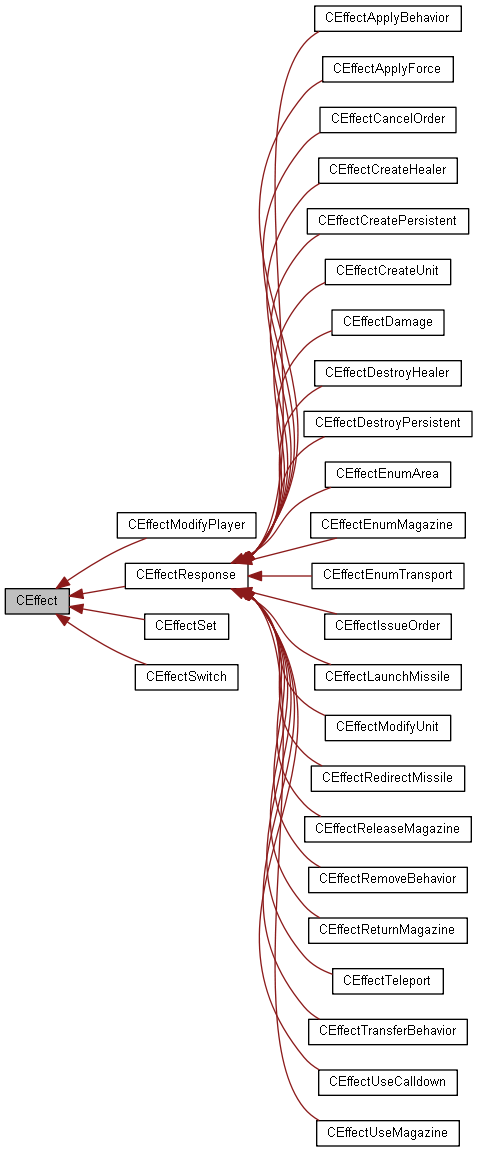 CEffectApplyBehavior
CEffectApplyForce
CEffectCancelOrder
CEffectCreateHealer
CEffectCreatePersistent
CEffectCreateUnit
CEffectDamage
CEffectDestroyHealer
CEffectDestroyPersistent
CEffectEnumArea
CEffectModifyPlayer
CEffectEnumMagazine
CEffectResponse
CEffectEnumTransport
CEffect
CEffectSet
CEffectIssueOrder
CEffectSwitch
CEffectLaunchMissile
CEffectModifyUnit
CEffectRedirectMissile
CEffectReleaseMagazine
CEffectRemoveBehavior
CEffectReturnMagazine
CEffectTeleport
CEffectTransferBehavior
CEffectUseCalldown
CEffectUseMagazine